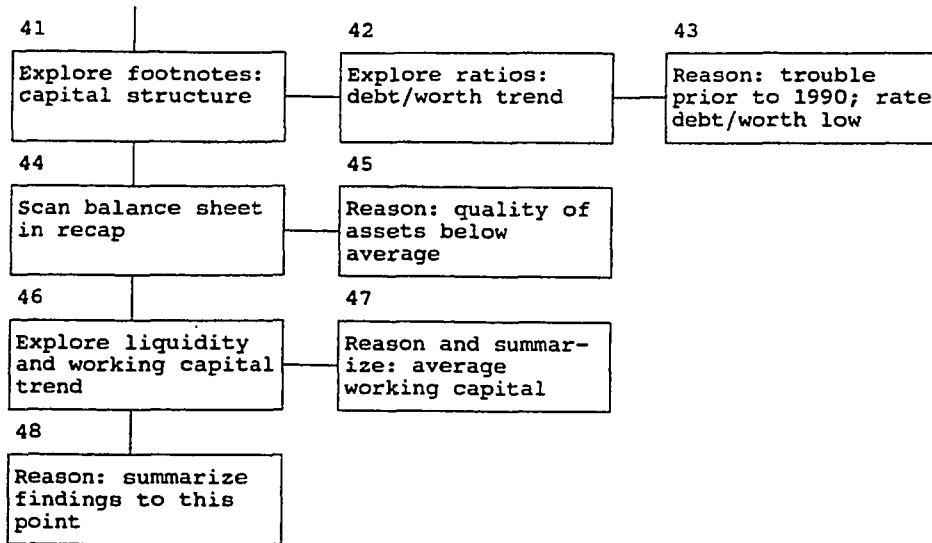 41
Explore footnotes:
capital structure
42
Explore ratios:
debt/worth trend
43
Reason: trouble
prior to 1990; rate
debt/worth low
44
Scan balance sheet
in recap
45
Reason: quality of
assets below
average
46
Explore liquidity
and working capital
trend
47
Reason and summar-
ize: average
working capital
48
Reason: summarize
findings to this
point